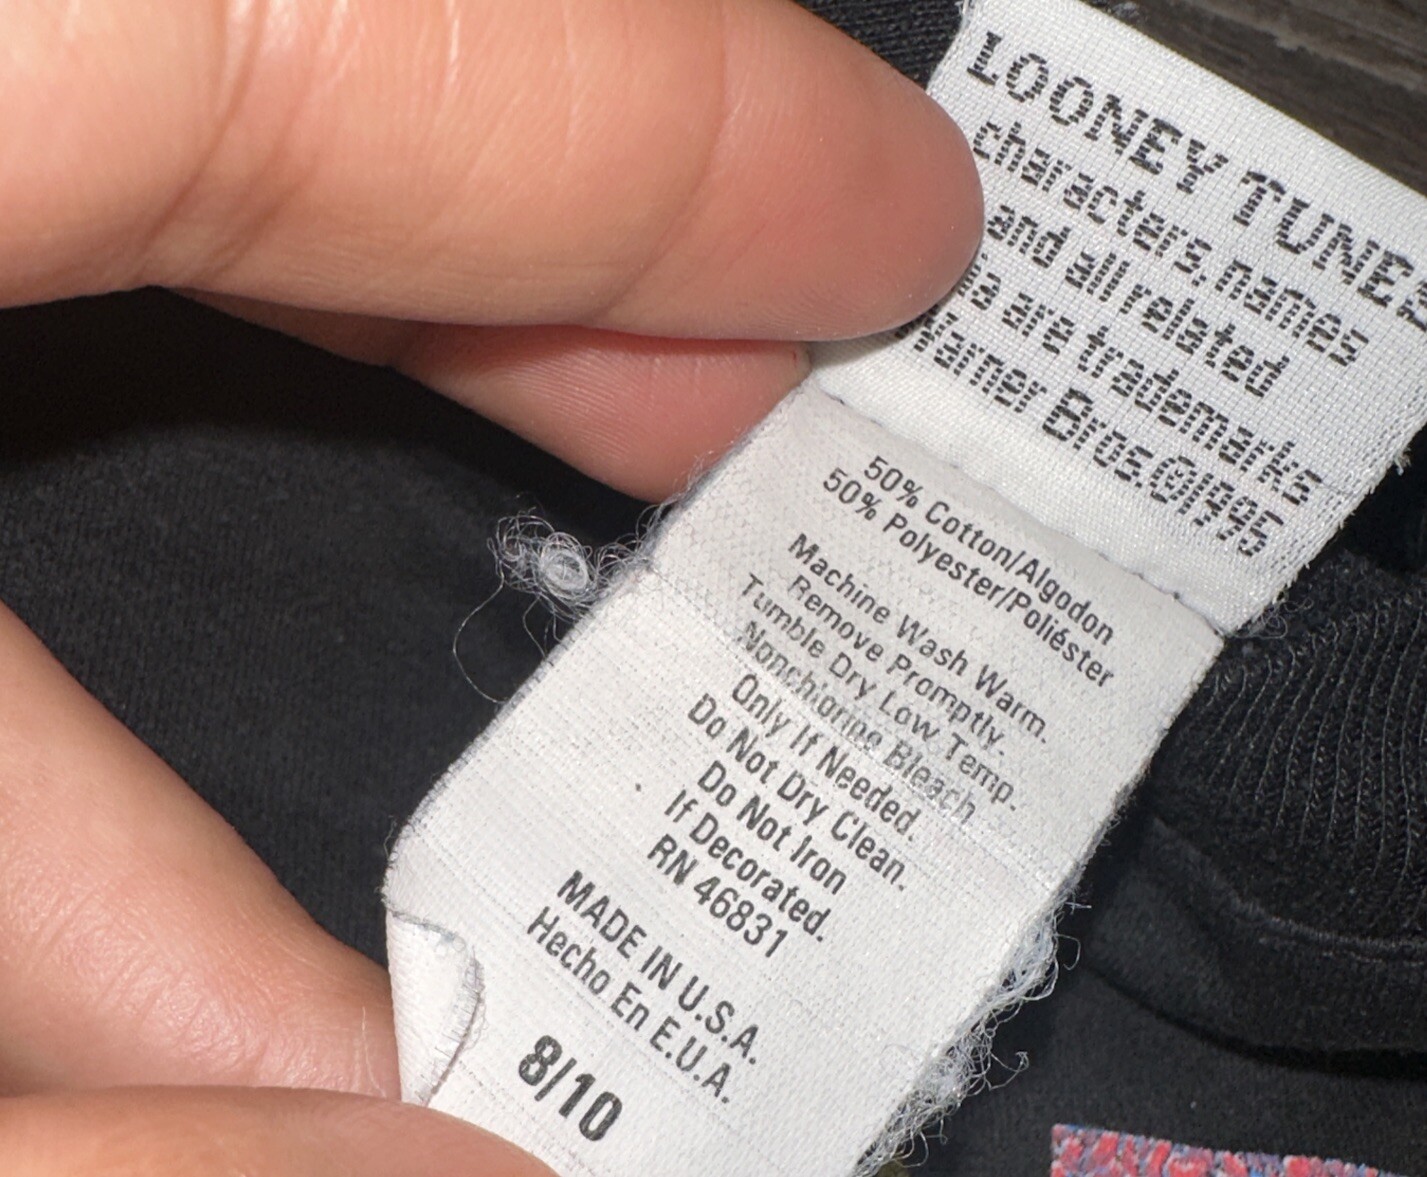 LOONEY TUNES
characters, names
and all related
are trademarks
Warner Bros.©1995
50% Cotton/Algodon
50% Polyester/Poliéster
Machine Wash Warm.
Remove Promptly.
Tumble Dry Low Temp.
Nonchlorine Bleach
Only If Needed.
Do Not Dry Clean.
Do Not Iron
If Decorated.
RN 46831
MADE IN U.S.A.
Hecho En E.U.A.
8/10